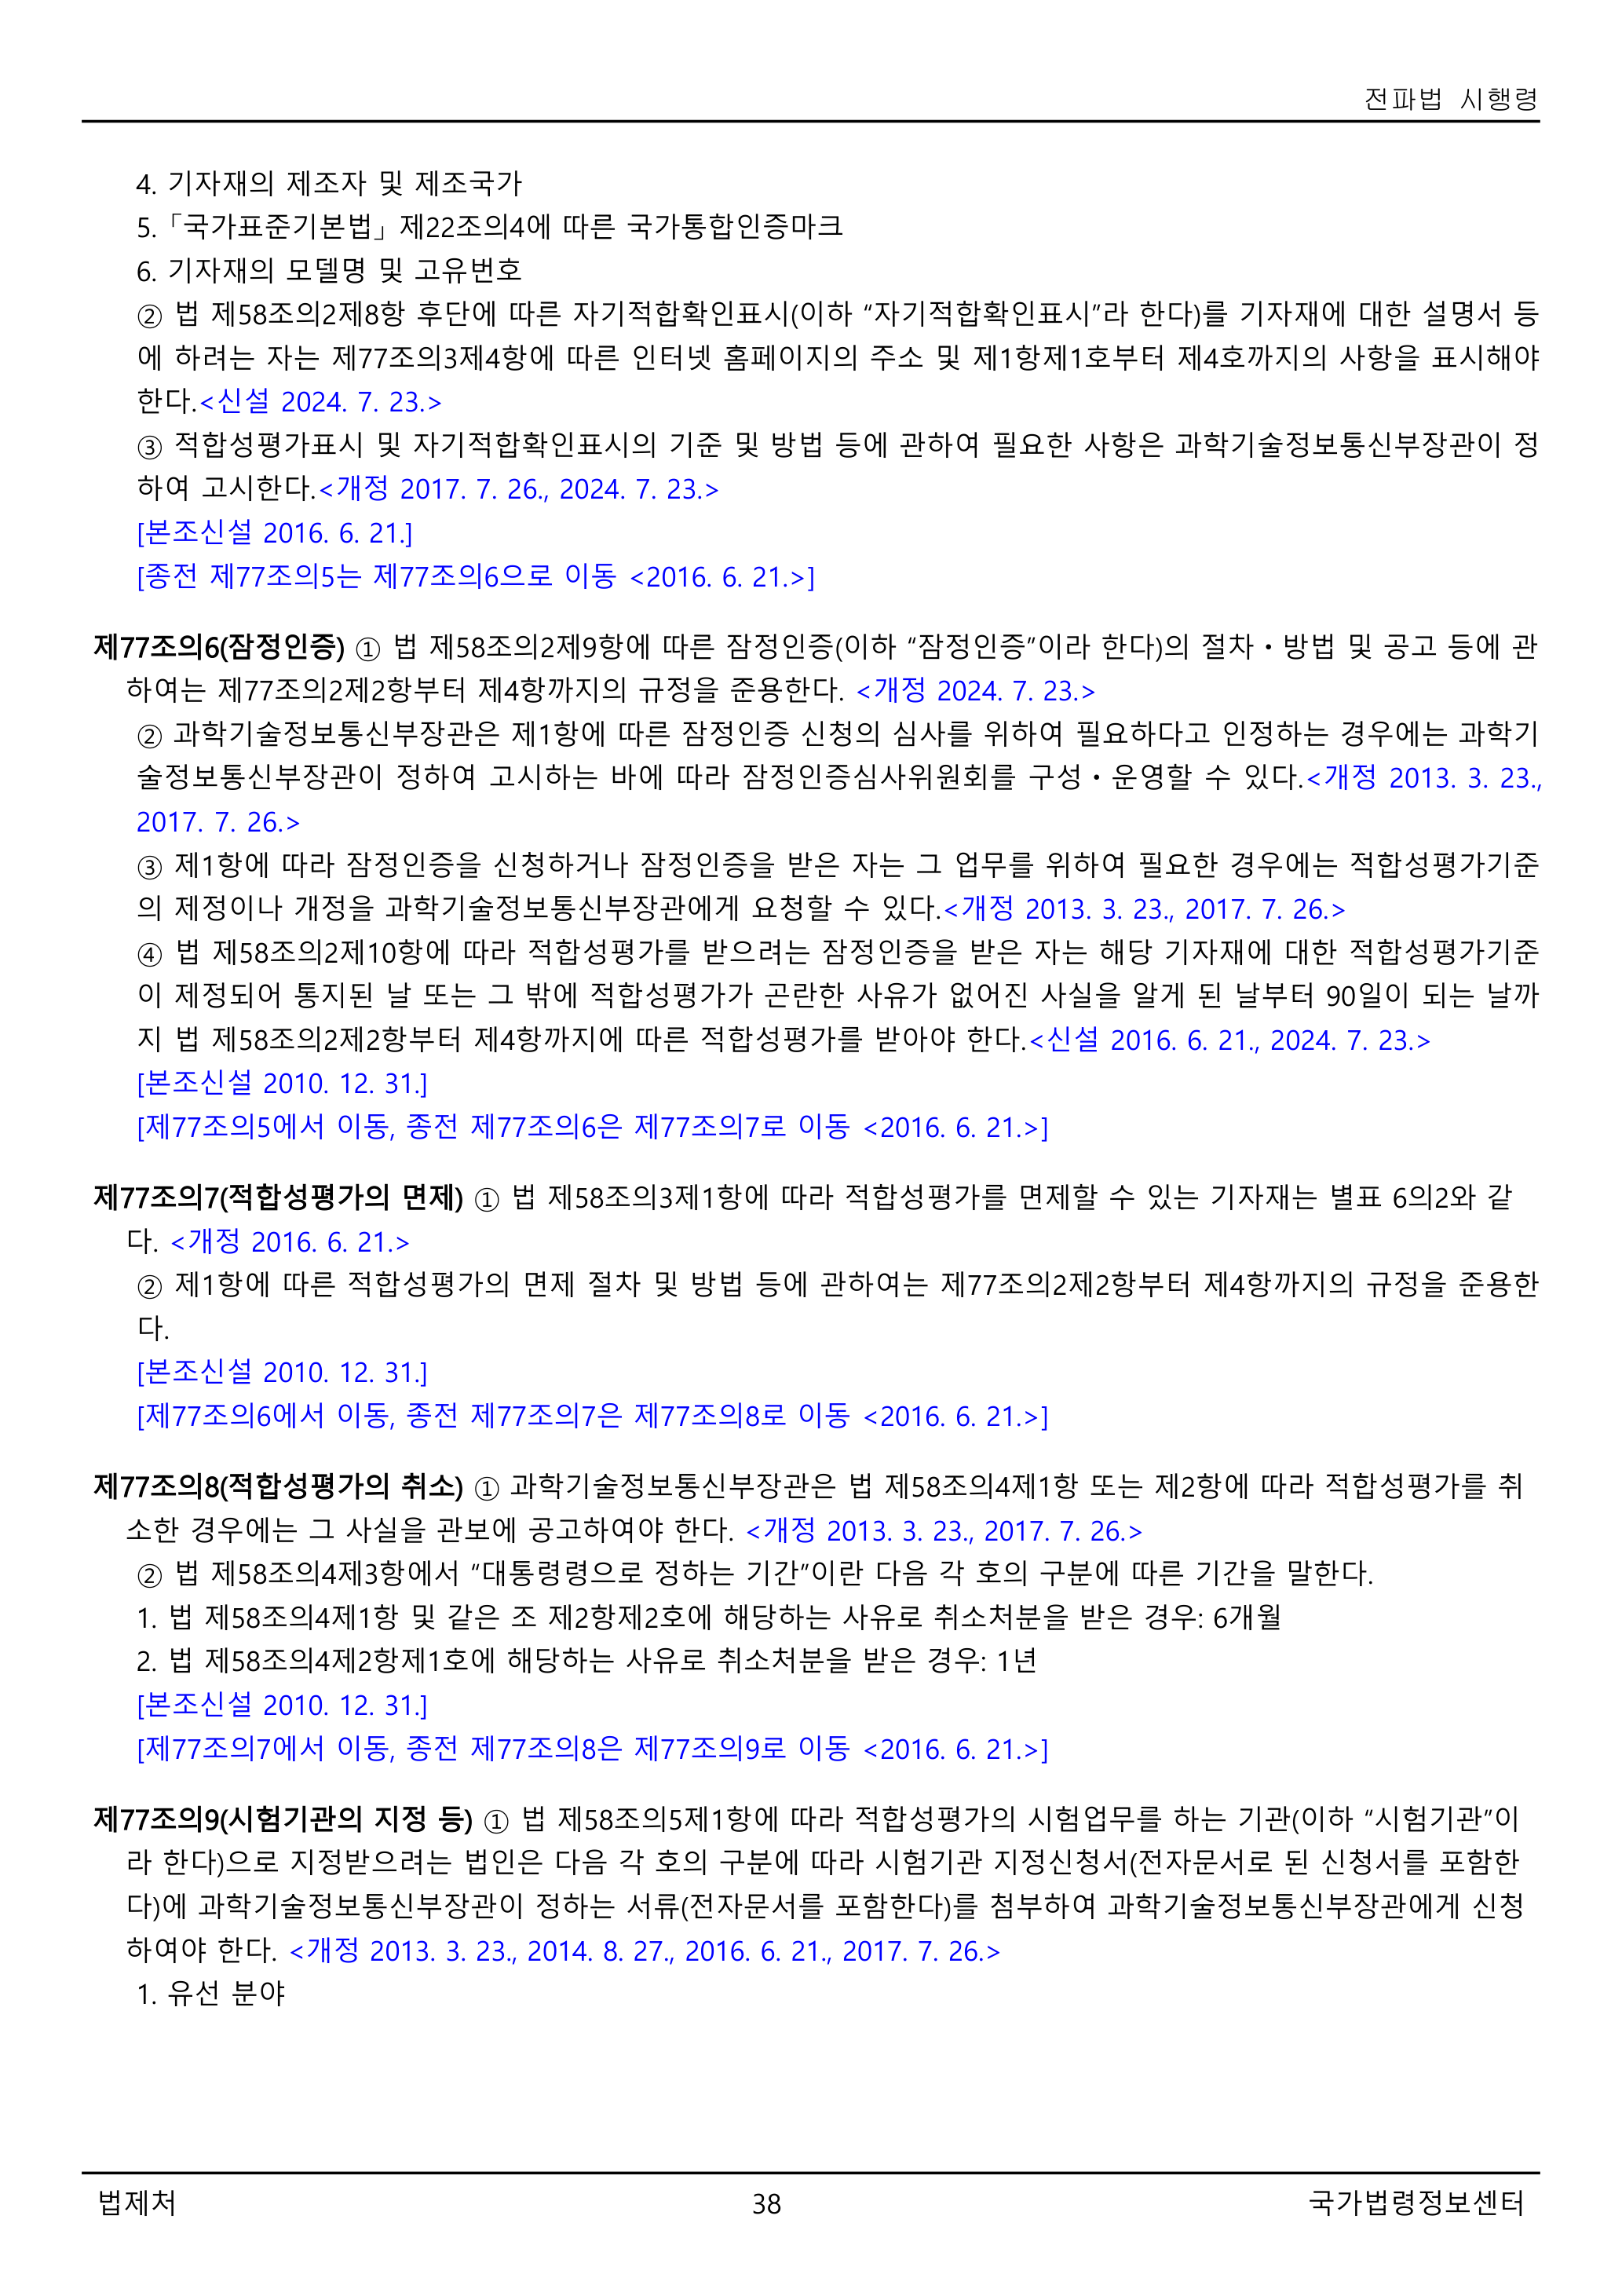 전파법 시행령
4. 기자재의 제조자 및 제조국가
5.「국가표준기본법」 제22조의4에 따른 국가통합인증마크
6. 기자재의 모델명 및 고유번호
② 법 제58조의2제8항 후단에 따른 자기적합확인표시(이하 “자기적합확인표시”라 한다)를 기자재에 대한 설명서 등
에 하려는 자는 제77조의3제4항에 따른 인터넷 홈페이지의 주소 및 제1항제1호부터 제4호까지의 사항을 표시해야
한다.<신설 2024. 7. 23.>
③ 적합성평가표시 및 자기적합확인표시의 기준 및 방법 등에 관하여 필요한 사항은 과학기술정보통신부장관이 정
하여 고시한다.<개정 2017. 7. 26., 2024. 7. 23.>
[본조신설 2016. 6. 21.]
[종전 제77조의5는 제77조의6으로 이동 <2016. 6. 21.>]
제77조의6(잠정인증) ① 법 제58조의2제9항에 따른 잠정인증(이하 “잠정인증”이라 한다)의 절차ㆍ방법 및 공고 등에 관
하여는 제77조의2제2항부터 제4항까지의 규정을 준용한다. <개정 2024. 7. 23.>
② 과학기술정보통신부장관은 제1항에 따른 잠정인증 신청의 심사를 위하여 필요하다고 인정하는 경우에는 과학기
술정보통신부장관이 정하여 고시하는 바에 따라 잠정인증심사위원회를 구성ㆍ운영할 수 있다.<개정 2013. 3. 23.,
2017. 7. 26.>
③ 제1항에 따라 잠정인증을 신청하거나 잠정인증을 받은 자는 그 업무를 위하여 필요한 경우에는 적합성평가기준
의 제정이나 개정을 과학기술정보통신부장관에게 요청할 수 있다.<개정 2013. 3. 23., 2017. 7. 26.>
④ 법 제58조의2제10항에 따라 적합성평가를 받으려는 잠정인증을 받은 자는 해당 기자재에 대한 적합성평가기준
이 제정되어 통지된 날 또는 그 밖에 적합성평가가 곤란한 사유가 없어진 사실을 알게 된 날부터 90일이 되는 날까
지 법 제58조의2제2항부터 제4항까지에 따른 적합성평가를 받아야 한다.<신설 2016. 6. 21., 2024. 7. 23.>
[본조신설 2010. 12. 31.]
[제77조의5에서 이동, 종전 제77조의6은 제77조의7로 이동 <2016. 6. 21.>]
제77조의7(적합성평가의 면제) ① 법 제58조의3제1항에 따라 적합성평가를 면제할 수 있는 기자재는 별표 6의2와 같
다. <개정 2016. 6. 21.>
② 제1항에 따른 적합성평가의 면제 절차 및 방법 등에 관하여는 제77조의2제2항부터 제4항까지의 규정을 준용한
다.
[본조신설 2010. 12. 31.]
[제77조의6에서 이동, 종전 제77조의7은 제77조의8로 이동 <2016. 6. 21.>]
제77조의8(적합성평가의 취소) ① 과학기술정보통신부장관은 법 제58조의4제1항 또는 제2항에 따라 적합성평가를 취
소한 경우에는 그 사실을 관보에 공고하여야 한다. <개정 2013. 3. 23., 2017. 7. 26.>
② 법 제58조의4제3항에서 “대통령령으로 정하는 기간”이란 다음 각 호의 구분에 따른 기간을 말한다.
1. 법 제58조의4제1항 및 같은 조 제2항제2호에 해당하는 사유로 취소처분을 받은 경우: 6개월
2. 법 제58조의4제2항제1호에 해당하는 사유로 취소처분을 받은 경우: 1년
[본조신설 2010. 12. 31.]
[제77조의7에서 이동, 종전 제77조의8은 제77조의9로 이동 <2016. 6. 21.>]
제77조의9(시험기관의 지정 등) ① 법 제58조의5제1항에 따라 적합성평가의 시험업무를 하는 기관(이하 “시험기관”이
라 한다)으로 지정받으려는 법인은 다음 각 호의 구분에 따라 시험기관 지정신청서(전자문서로 된 신청서를 포함한
다)에 과학기술정보통신부장관이 정하는 서류(전자문서를 포함한다)를 첨부하여 과학기술정보통신부장관에게 신청
하여야 한다. <개정 2013. 3. 23., 2014. 8. 27., 2016. 6. 21., 2017. 7. 26.>
1. 유선 분야
법제처 38 국가법령정보센터